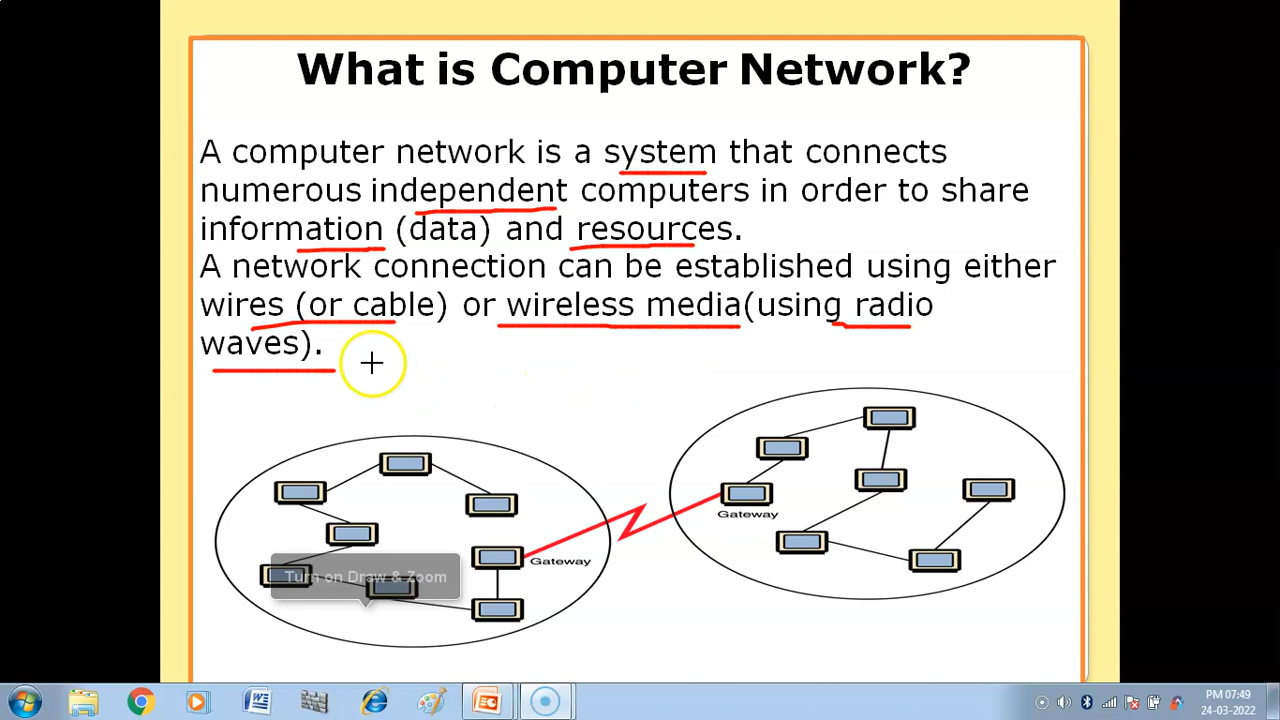 What is Computer Network?
A computer network is a system that connects
numerous independent computers in order to share
information (data) and resources.
A network connection can be established using either
wires (or cable) or wireless media(using radio
waves).
Gateway
Gateway
Turn on Draw & Zoom
PM 07:49
24-03-2022